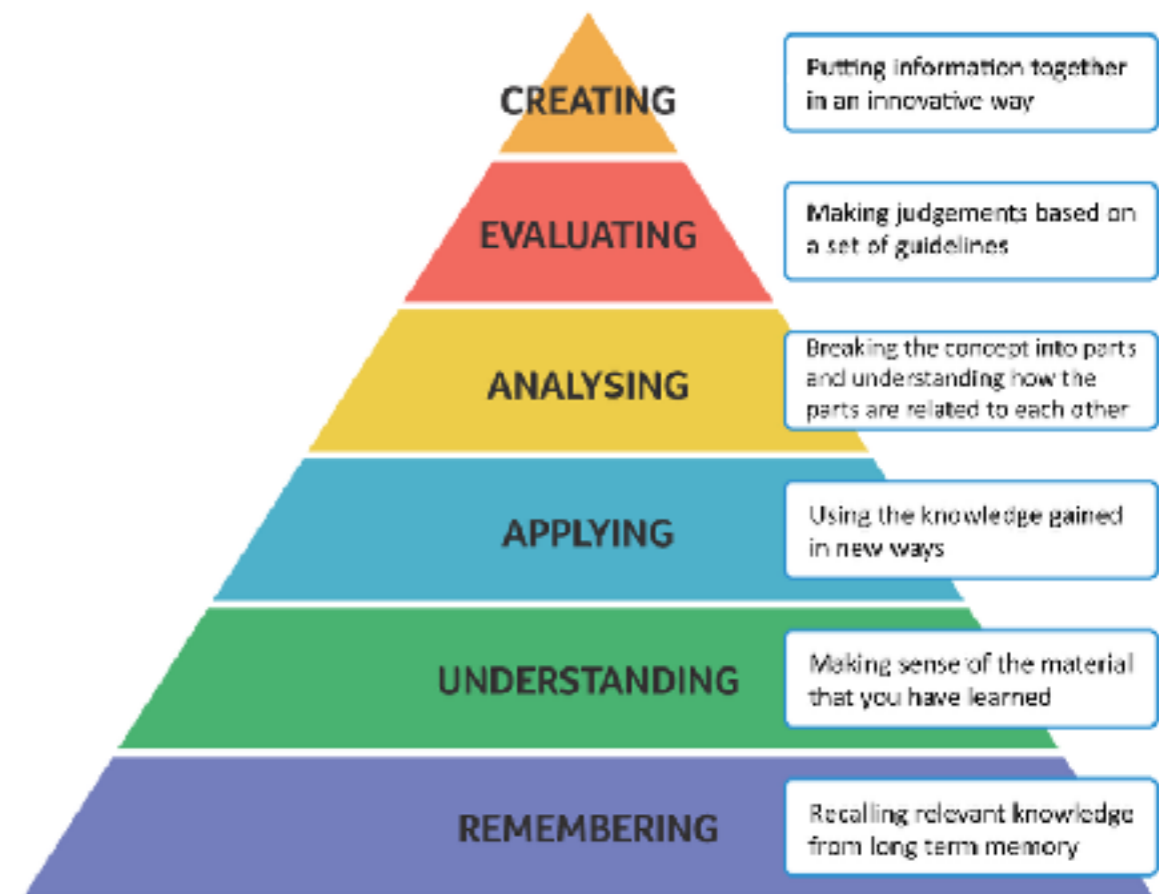 CREATING
Putting information together
in an innovative way
EVALUATING
Making judgements based on
a set of guidelines
ANALYSING
Breaking the concept into parts
and understanding how the
parts are related to each other
APPLYING
Using the knowledge gained
in new ways
UNDERSTANDING
Making sense of the material
that you have learned
REMEMBERING
Recalling relevant knowledge
from long term memory